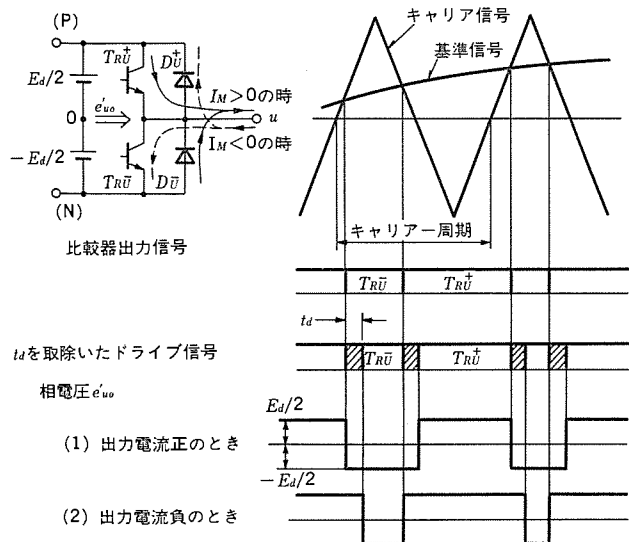 (P)
T_RU^+
D_U^+
E_d/2
I_M>0の時
0
e'_uo
u
I_M<0の時
-E_d/2
T_RU^-
D_U^-
(N)
比較器出力信号
キャリア信号
基準信号
キャリアー周期
T_RU^-
T_RU^+
t_d
t_dを取除いたドライブ信号
T_RU^-
T_RU^+
相電圧e'_uo
E_d/2
(1) 出力電流正のとき
-E_d/2
(2) 出力電流負のとき